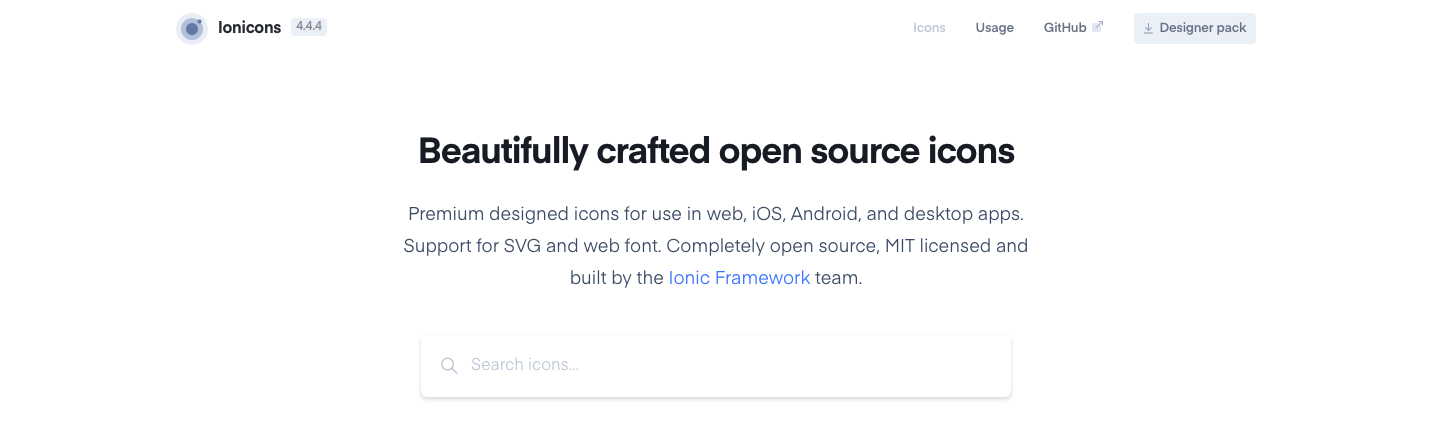 Ionicons 4.4.4 Icons Usage GitHub Designer pack
Beautifully crafted open source icons
Premium designed icons for use in web, iOS, Android, and desktop apps.
Support for SVG and web font. Completely open source, MIT licensed and
built by the Ionic Framework team.
Search icons...